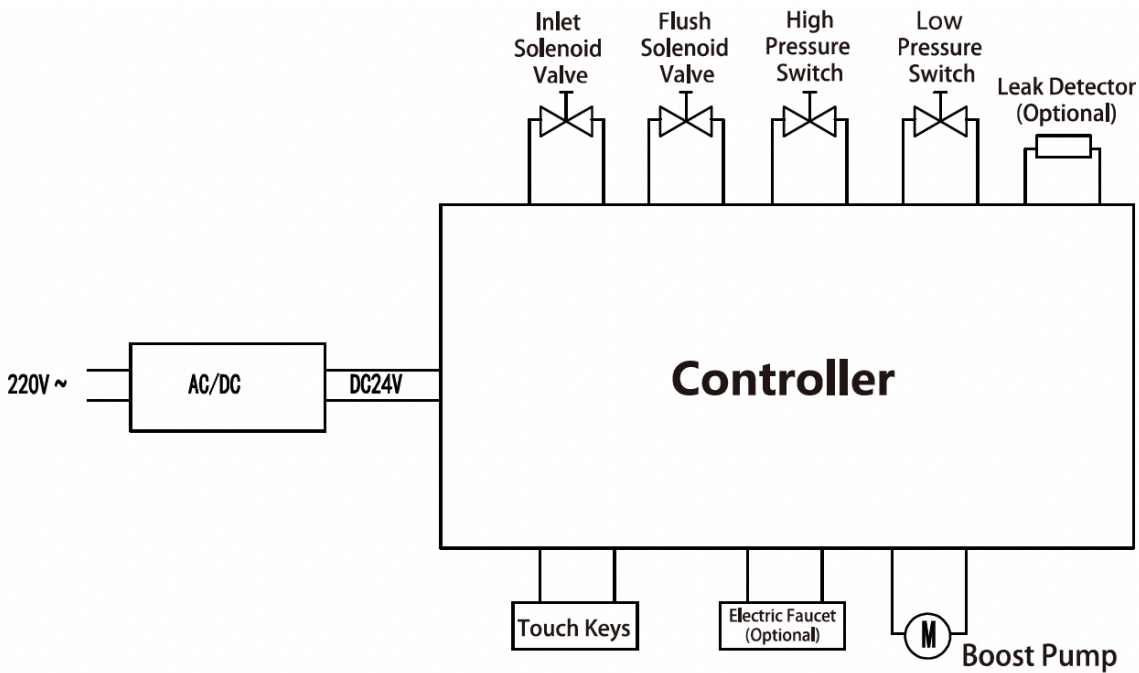 Inlet
Solenoid
Valve
Flush
Solenoid
Valve
High
Pressure
Switch
Low
Pressure
Switch
Leak Detector
(Optional)
220V ~
AC/DC
DC24V
Controller
Touch Keys
Electric Faucet
(Optional)
M
Boost Pump